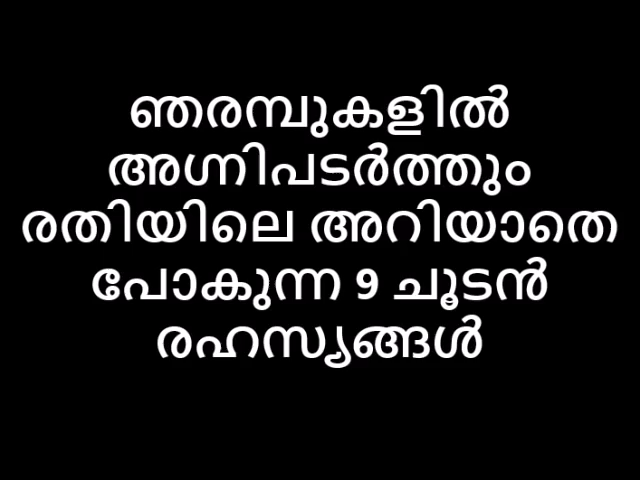 ഞരമ്പുകളിൽ
അഗ്നിപടർത്തും
രതിയിലെ അറിയാതെ
പോകുന്ന 9 ചൂടൻ
രഹസ്യങ്ങൾ